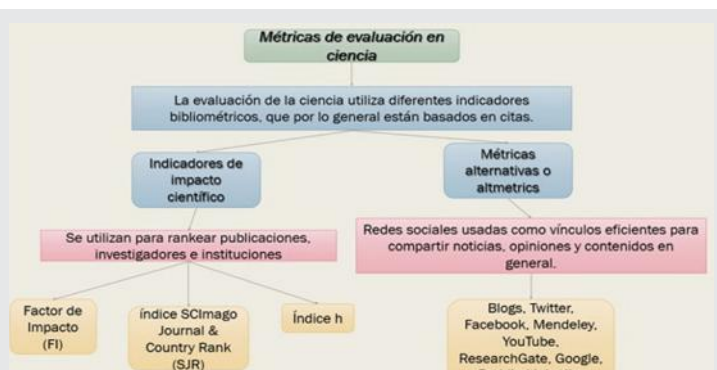 Métricas de evaluación en
ciencia
La evaluación de la ciencia utiliza diferentes indicadores
bibliométricos, que por lo general están basados en citas.
Indicadores de
impacto
científico
Métricas
alternativas o
altmetrics
Se utilizan para rankear publicaciones,
investigadores e instituciones
Redes sociales usadas como vínculos eficientes para
compartir noticias, opiniones y contenidos en
general.
Factor de
Impacto
(FI)
índice SCImago
Journal &
Country Rank
(SJR)
Índice h
Blogs, Twitter,
Facebook, Mendeley,
YouTube,
ResearchGate, Google,